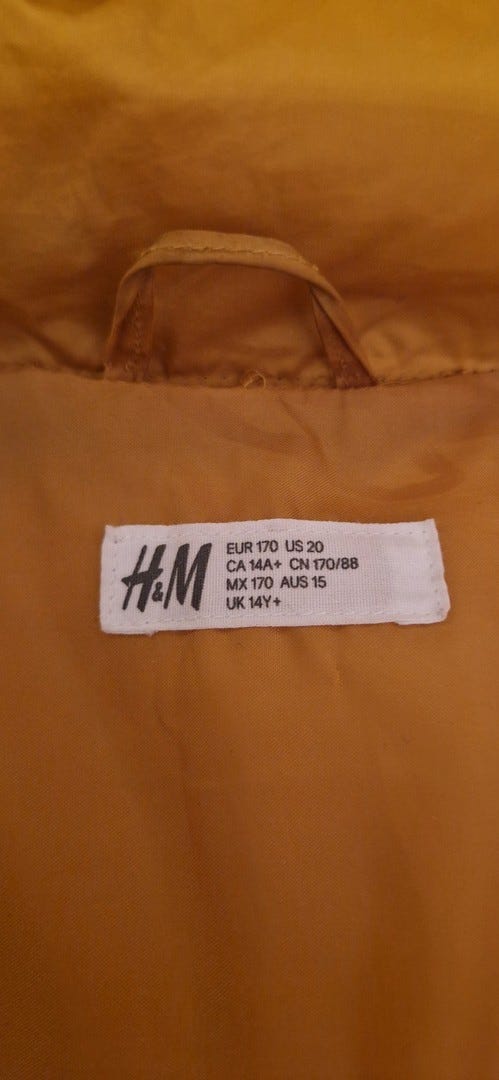 H&M
EUR 170 US 20
CA 14A+ CN 170/88
MX 170 AUS 15
UK 14Y+